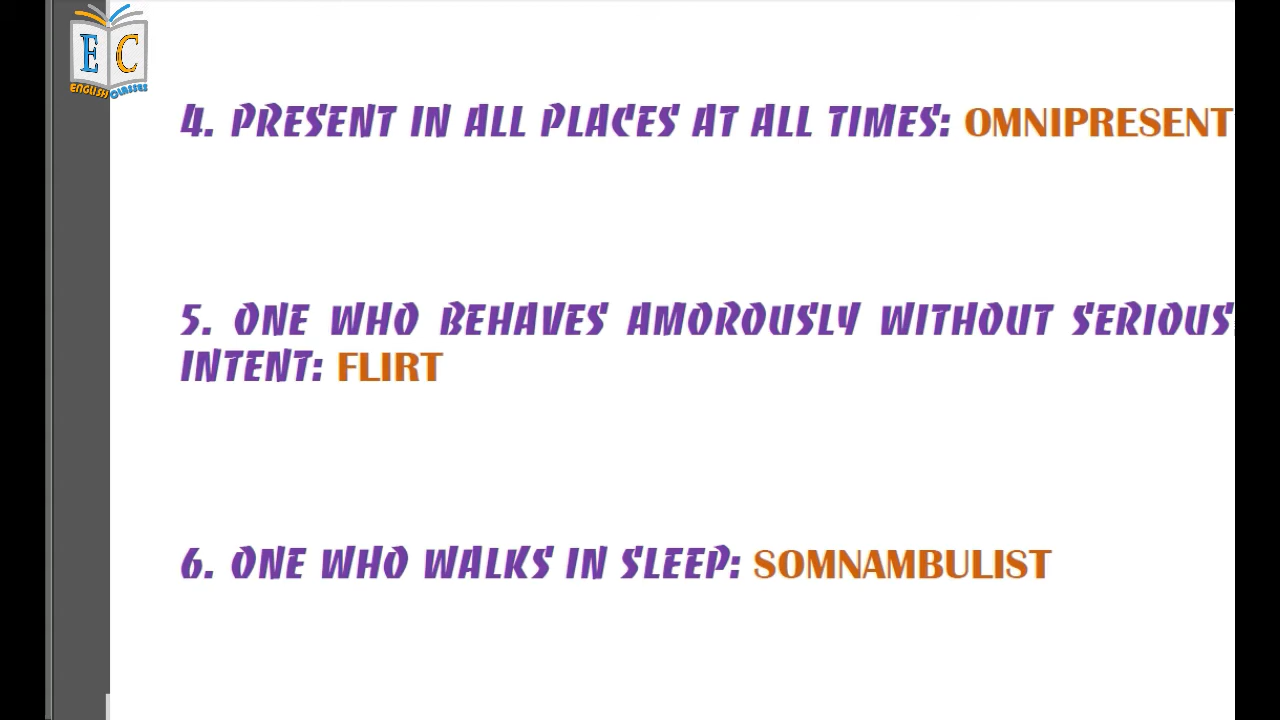 E C
ENGLISH CLASSES
4. PRESENT IN ALL PLACES AT ALL TIMES: OMNIPRESENT
5. ONE WHO BEHAVES AMOROUSLY WITHOUT SERIOUS
INTENT: FLIRT
6. ONE WHO WALKS IN SLEEP: SOMNAMBULIST